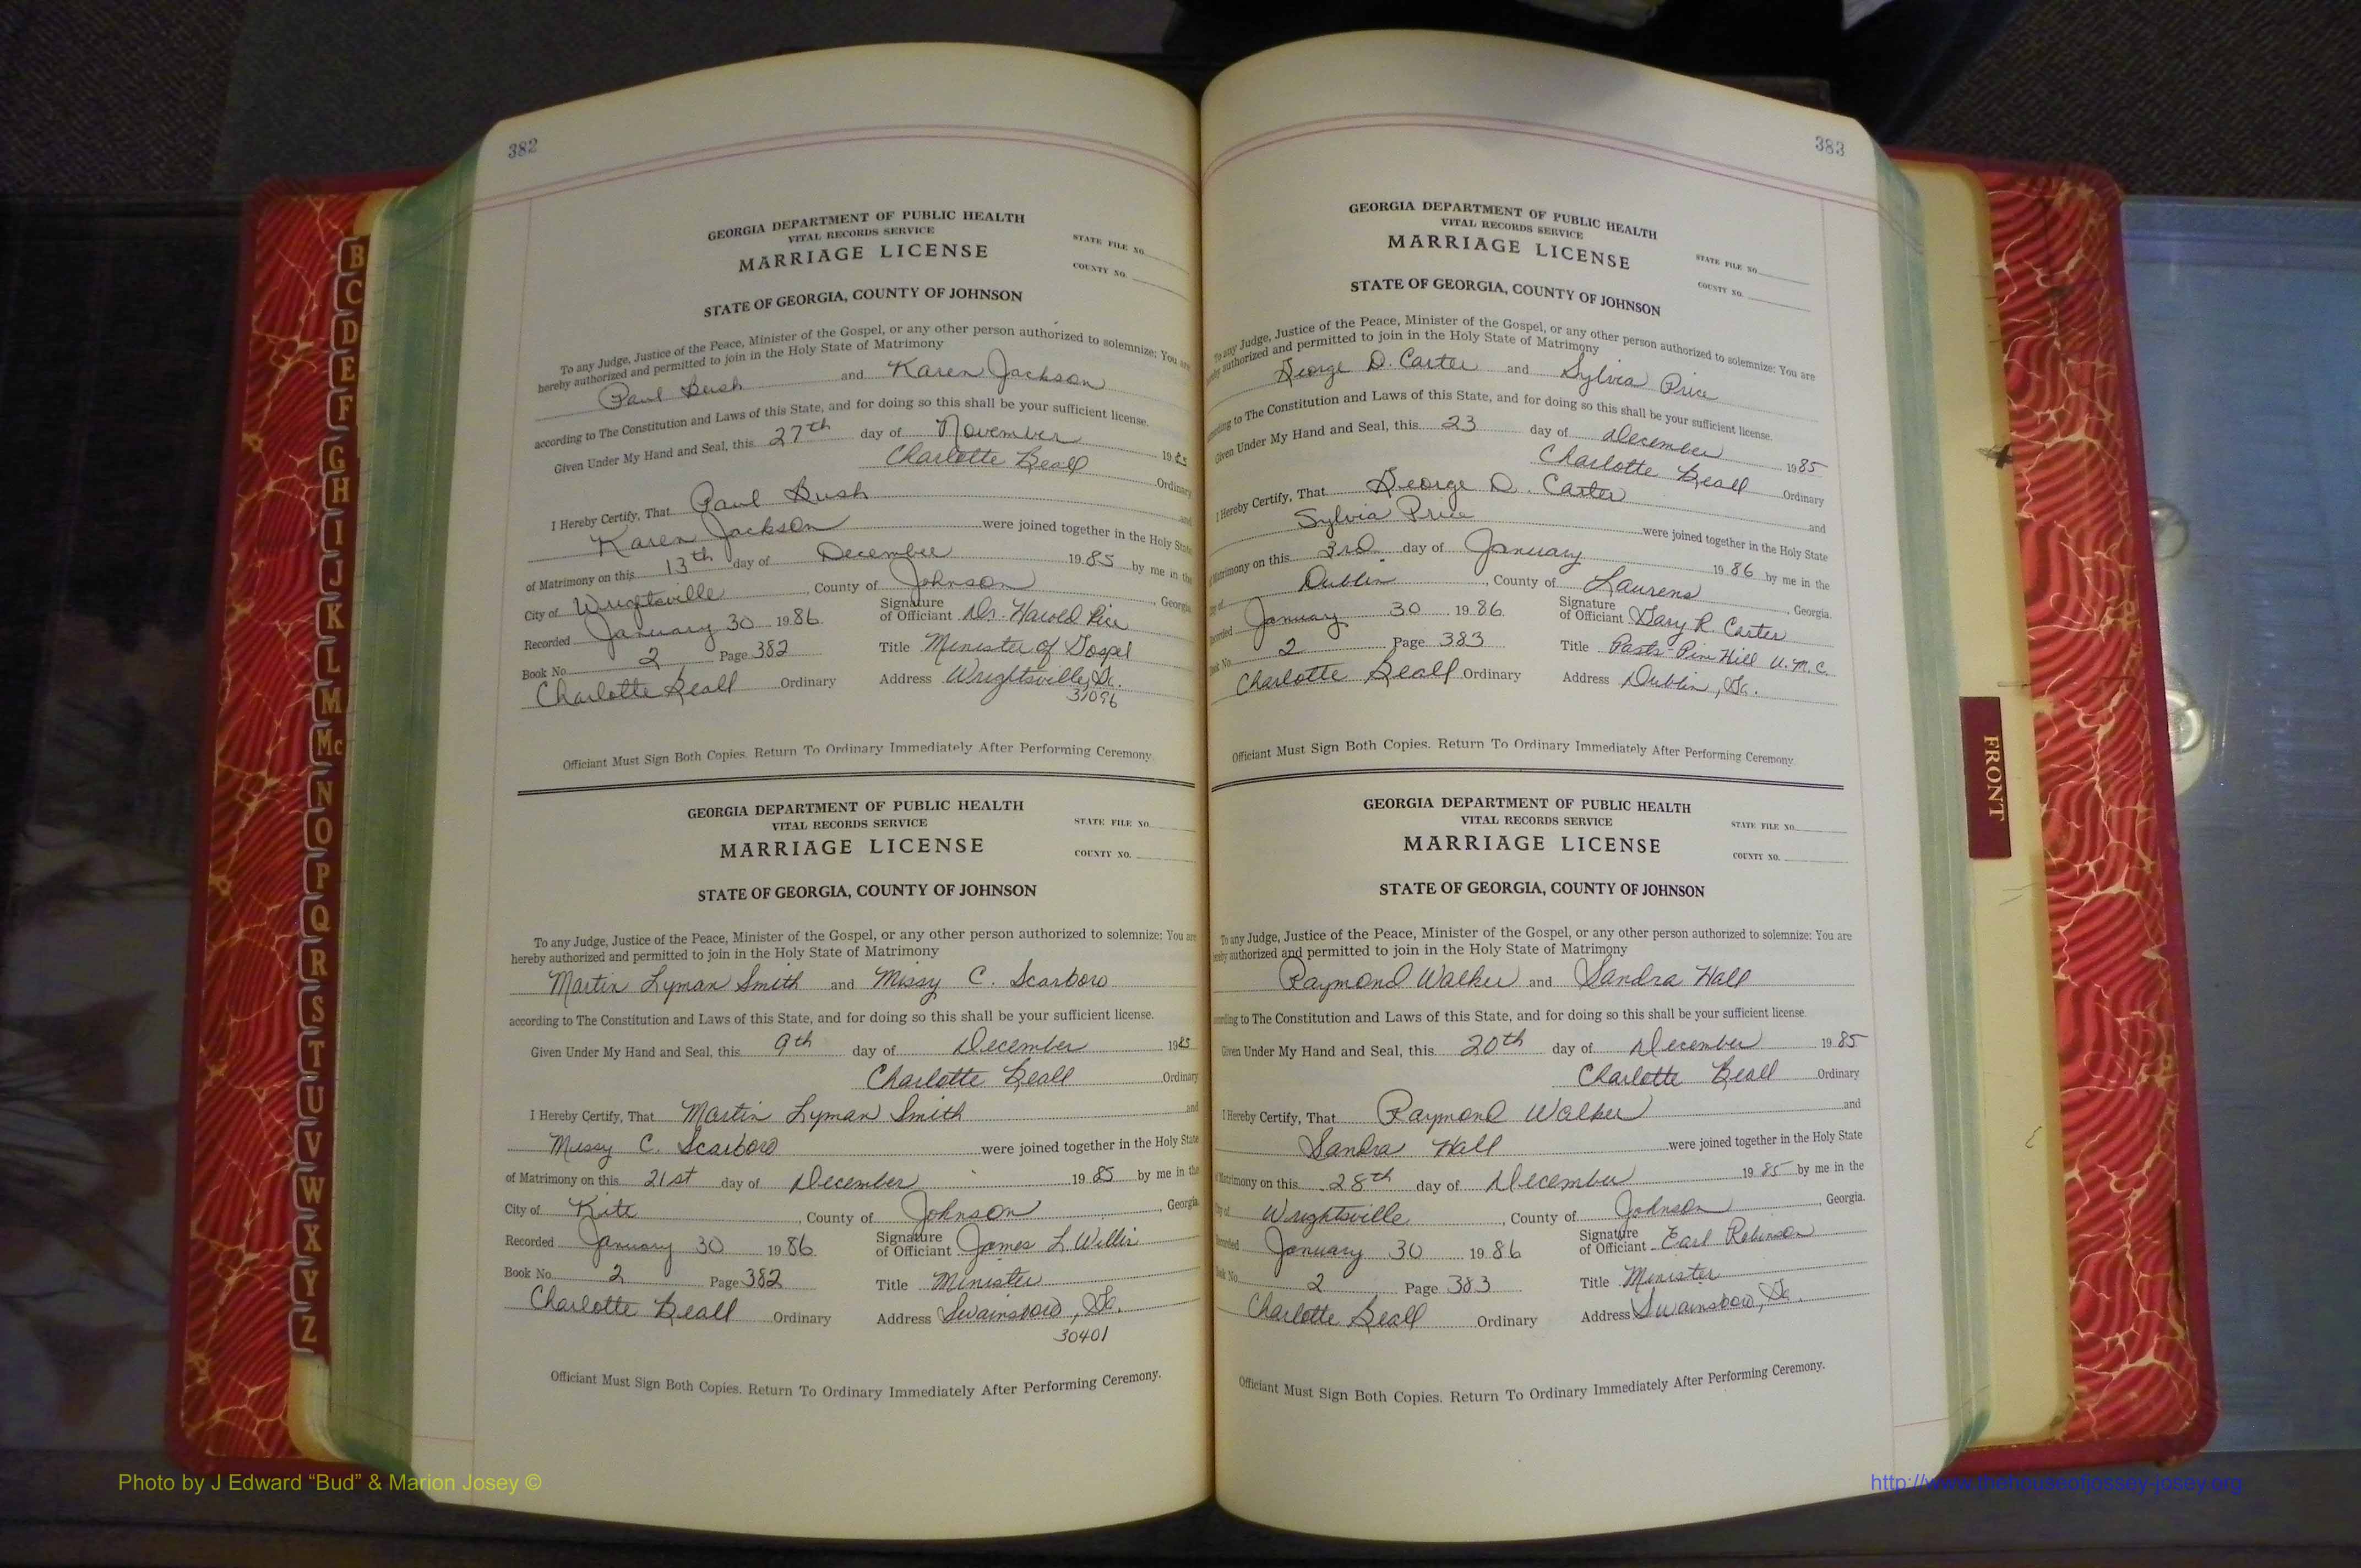 382
GEORGIA DEPARTMENT OF PUBLIC HEALTH
VITAL RECORDS SERVICE
MARRIAGE LICENSE
STATE FILE NO.
COUNTY NO.
STATE OF GEORGIA, COUNTY OF JOHNSON
To any Judge, Justice of the Peace, Minister of the Gospel, or any other person authorized to solemnize: You are
hereby authorized and permitted to join in the Holy State of Matrimony
Paul Bush and Karen Jackson
according to The Constitution and Laws of this State, and for doing so this shall be your sufficient license.
Given Under My Hand and Seal, this 27th day of November 1985
Charlotte Beall Ordinary
I Hereby Certify, That Paul Bush and
Karen Jackson were joined together in the Holy State
of Matrimony on this 13th day of December 1985 by me in the
City of Wrightsville, County of Johnson, Georgia
Recorded January 30 1986
Signature of Officiant Dr. Harold Rice
Book No. 2 Page 382
Title Minister of Gospel
Charlotte Beall Ordinary
Address Wrightsville, Ga.
31096
Officiant Must Sign Both Copies. Return To Ordinary Immediately After Performing Ceremony.
GEORGIA DEPARTMENT OF PUBLIC HEALTH
VITAL RECORDS SERVICE
MARRIAGE LICENSE
STATE FILE NO.
COUNTY NO.
STATE OF GEORGIA, COUNTY OF JOHNSON
To any Judge, Justice of the Peace, Minister of the Gospel, or any other person authorized to solemnize: You are
hereby authorized and permitted to join in the Holy State of Matrimony
Martin Lyman Smith and Missy C. Scarboro
according to The Constitution and Laws of this State, and for doing so this shall be your sufficient license.
Given Under My Hand and Seal, this 9th day of December 1985
Charlotte Beall Ordinary
I Hereby Certify, That Martin Lyman Smith and
Missy C. Scarboro were joined together in the Holy State
of Matrimony on this 21st day of December 1985 by me in the
City of Kite, County of Johnson, Georgia
Recorded January 30 1986
Signature of Officiant James L. Willis
Book No. 2 Page 382
Title Minister
Charlotte Beall Ordinary
Address Swainsboro, Ga.
30401
Officiant Must Sign Both Copies. Return To Ordinary Immediately After Performing Ceremony.
383
GEORGIA DEPARTMENT OF PUBLIC HEALTH
VITAL RECORDS SERVICE
MARRIAGE LICENSE
STATE FILE NO.
COUNTY NO.
STATE OF GEORGIA, COUNTY OF JOHNSON
To any Judge, Justice of the Peace, Minister of the Gospel, or any other person authorized to solemnize: You are
hereby authorized and permitted to join in the Holy State of Matrimony
George D. Carter and Sylvia Price
according to The Constitution and Laws of this State, and for doing so this shall be your sufficient license.
Given Under My Hand and Seal, this 23 day of December 1985
Charlotte Beall Ordinary
I Hereby Certify, That George D. Carter and
Sylvia Price were joined together in the Holy State
of Matrimony on this 3rd day of January 1986 by me in the
City of Dublin, County of Laurens, Georgia.
Recorded January 30 1986
Signature of Officiant Gary R. Carter
Book No. 2 Page 383
Title Pastr-Pine Hill U.M.C.
Charlotte Beall Ordinary
Address Dublin, Ga.
Officiant Must Sign Both Copies. Return To Ordinary Immediately After Performing Ceremony.
GEORGIA DEPARTMENT OF PUBLIC HEALTH
VITAL RECORDS SERVICE
MARRIAGE LICENSE
STATE FILE NO.
COUNTY NO.
STATE OF GEORGIA, COUNTY OF JOHNSON
To any Judge, Justice of the Peace, Minister of the Gospel, or any other person authorized to solemnize: You are
hereby authorized and permitted to join in the Holy State of Matrimony
Raymond Walker and Sandra Hall
according to The Constitution and Laws of this State, and for doing so this shall be your sufficient license.
Given Under My Hand and Seal, this 20th day of December 1985
Charlotte Beall Ordinary
I Hereby Certify, That Raymond Walker and
Sandra Hall were joined together in the Holy State
of Matrimony on this 28th day of December 1985 by me in the
City of Wrightsville, County of Johnson, Georgia.
Recorded January 30 1986
Signature of Officiant Earl Robinson
Book No. 2 Page 383
Title Minister
Charlotte Beall Ordinary
Address Swainsboro, Ga.
Officiant Must Sign Both Copies. Return To Ordinary Immediately After Performing Ceremony.
B
C
D
E
F
G
H
I
J
K
L
M
Mc
N
O
P
Q
R
S
T
U
V
W
X
Y
Z
FRONT
Photo by J Edward “Bud” & Marion Josey ©
http://www.thehouseofjossey-josey.org